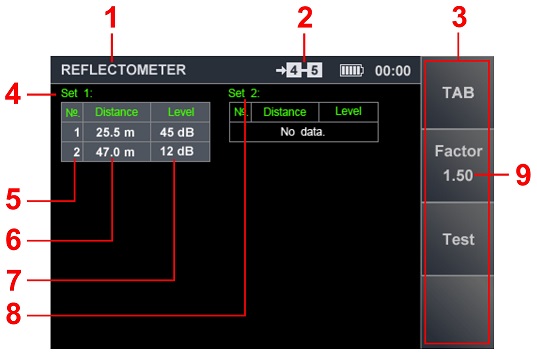 1
2
3
REFLECTOMETER 4-5 00:00
4
Set 1:
Set 2:
TAB
№. Distance Level
1 25.5 m 45 dB
2 47.0 m 12 dB
№. Distance Level
No data.
Factor
1.50
9
5
6
Test
7
8